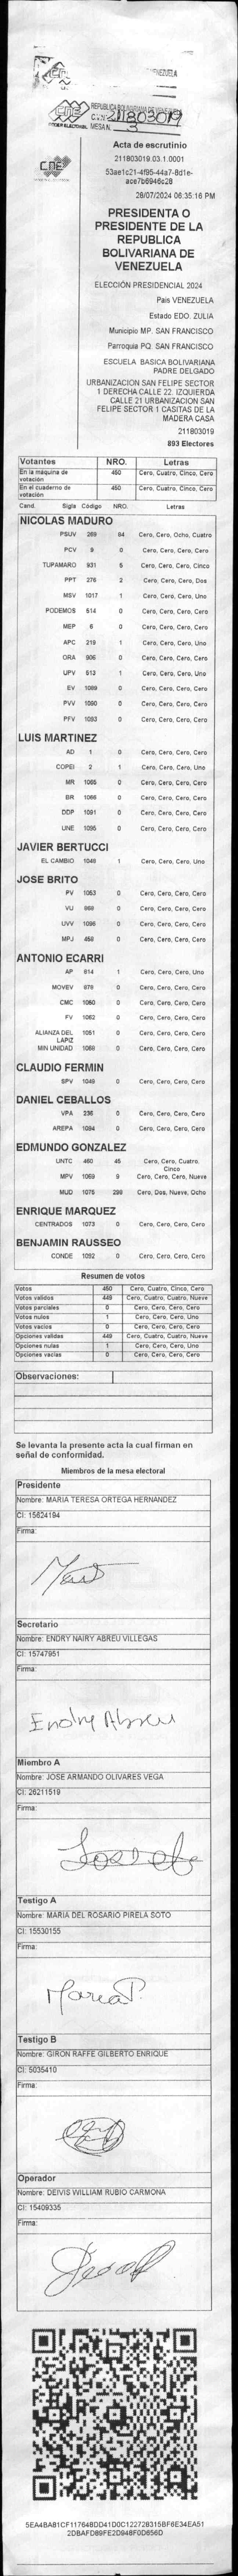 CNE
VENEZUELA
CNE
PODER ELECTORAL
REPUBLICA BOLIVARIANA DE VENEZUELA
C.V.Nº 211803019
MESA N. 3
CNE
Acta de escrutinio
211803019.03.1.0001
53ae1c21-4f95-44a7-8d1e-
ace7b6946c28
28/07/2024 06:35:16 PM
PRESIDENTA O
PRESIDENTE DE LA
REPUBLICA
BOLIVARIANA DE
VENEZUELA
ELECCIÓN PRESIDENCIAL 2024
Pais VENEZUELA
Estado EDO. ZULIA
Municipio MP. SAN FRANCISCO
Parroquia PQ. SAN FRANCISCO
ESCUELA BASICA BOLIVARIANA
PADRE DELGADO
URBANIZACION SAN FELIPE SECTOR
1 DERECHA CALLE 22. IZQUIERDA
CALLE 21 URBANIZACION SAN
FELIPE SECTOR 1 CASITAS DE LA
MADERA CASA
211803019
893 Electores
Votantes NRO. Letras
En la máquina de votación 450 Cero, Cuatro, Cinco, Cero
En el cuaderno de votación 450 Cero, Cuatro, Cinco, Cero
Cand. Sigla Código NRO. Letras
NICOLAS MADURO
PSUV 269 84 Cero, Cero, Ocho, Cuatro
PCV 9 0 Cero, Cero, Cero, Cero
TUPAMARO 931 5 Cero, Cero, Cero, Cinco
PPT 276 2 Cero, Cero, Cero, Dos
MSV 1017 1 Cero, Cero, Cero, Uno
PODEMOS 514 0 Cero, Cero, Cero, Cero
MEP 6 0 Cero, Cero, Cero, Cero
APC 219 1 Cero, Cero, Cero, Uno
ORA 906 0 Cero, Cero, Cero, Cero
UPV 513 1 Cero, Cero, Cero, Uno
EV 1089 0 Cero, Cero, Cero, Cero
PVV 1090 0 Cero, Cero, Cero, Cero
PFV 1093 0 Cero, Cero, Cero, Cero
LUIS MARTINEZ
AD 1 0 Cero, Cero, Cero, Cero
COPEI 2 1 Cero, Cero, Cero, Uno
MR 1065 0 Cero, Cero, Cero, Cero
BR 1066 0 Cero, Cero, Cero, Cero
DDP 1091 0 Cero, Cero, Cero, Cero
UNE 1095 0 Cero, Cero, Cero, Cero
JAVIER BERTUCCI
EL CAMBIO 1049 1 Cero, Cero, Cero, Uno
JOSE BRITO
PV 1053 0 Cero, Cero, Cero, Cero
VU 868 0 Cero, Cero, Cero, Cero
UVV 1096 0 Cero, Cero, Cero, Cero
MPJ 458 0 Cero, Cero, Cero, Cero
ANTONIO ECARRI
AP 814 1 Cero, Cero, Cero, Uno
MOVEV 978 0 Cero, Cero, Cero, Cero
CMC 1060 0 Cero, Cero, Cero, Cero
FV 1062 0 Cero, Cero, Cero, Cero
ALIANZA DEL LAPIZ 1051 0 Cero, Cero, Cero, Cero
MIN UNIDAD 1068 0 Cero, Cero, Cero, Cero
CLAUDIO FERMIN
SPV 1049 0 Cero, Cero, Cero, Cero
DANIEL CEBALLOS
VPA 236 0 Cero, Cero, Cero, Cero
AREPA 1084 0 Cero, Cero, Cero, Cero
EDMUNDO GONZALEZ
UNTC 460 45 Cero, Cero, Cuatro, Cinco
MPV 1069 9 Cero, Cero, Cero, Nueve
MUD 1075 298 Cero, Dos, Nueve, Ocho
ENRIQUE MARQUEZ
CENTRADOS 1073 0 Cero, Cero, Cero, Cero
BENJAMIN RAUSSEO
CONDE 1092 0 Cero, Cero, Cero, Cero
Resumen de votos
Votos 450 Cero, Cuatro, Cinco, Cero
Votos validos 449 Cero, Cuatro, Cuatro, Nueve
Votos parciales 0 Cero, Cero, Cero, Cero
Votos nulos 1 Cero, Cero, Cero, Uno
Votos vacios 0 Cero, Cero, Cero, Cero
Opciones validas 449 Cero, Cuatro, Cuatro, Nueve
Opciones nulas 1 Cero, Cero, Cero, Uno
Opciones vacias 0 Cero, Cero, Cero, Cero
Observaciones:
Se levanta la presente acta la cual firman en
señal de conformidad.
Miembros de la mesa electoral
Presidente
Nombre: MARIA TERESA ORTEGA HERNANDEZ
CI: 15624194
Firma:
Secretario
Nombre: ENDRY NAIRY ABREU VILLEGAS
CI: 15747951
Firma:
Endry Abreu
Miembro A
Nombre: JOSE ARMANDO OLIVARES VEGA
CI: 26211519
Firma:
Testigo A
Nombre: MARIA DEL ROSARIO PIRELA SOTO
CI: 15530155
Firma:
Maria P.
Testigo B
Nombre: GIRON RAFFE GILBERTO ENRIQUE
CI: 5035410
Firma:
Operador
Nombre: DEIVIS WILLIAM RUBIO CARMONA
CI: 15409335
Firma:
5EA4BA81CF117648DD41D0C122728315BF6E34EA51
2DBAFD89FE2D948F0D656D